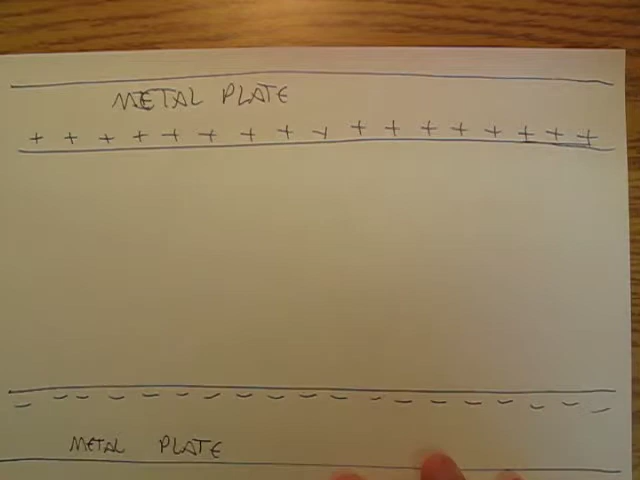 METAL PLATE
+ + + + + + + + + + + + + + + + +
− − − − − − − − − − − − − − − − − −
METAL PLATE